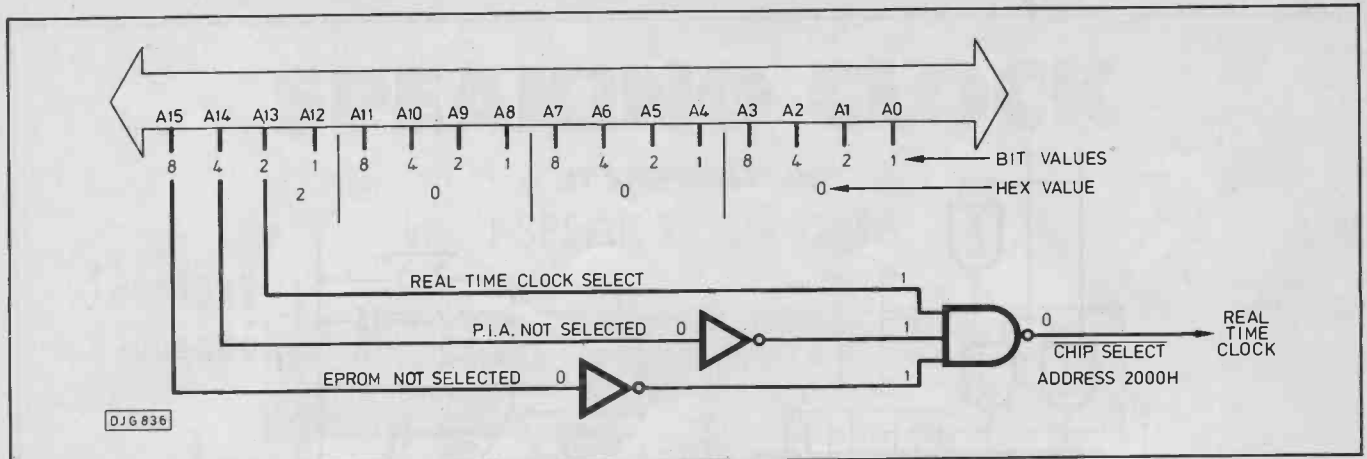 A15 A14 A13 A12 A11 A10 A9 A8 A7 A6 A5 A4 A3 A2 A1 A0
8 4 2 1 8 4 2 1 8 4 2 1 8 4 2 1 BIT VALUES
2 0 0 0 HEX VALUE
REAL TIME CLOCK SELECT 1
P.I.A. NOT SELECTED 0 1
EPROM NOT SELECTED 0 1
0
CHIP SELECT
ADDRESS 2000H
REAL
TIME
CLOCK
DJG836